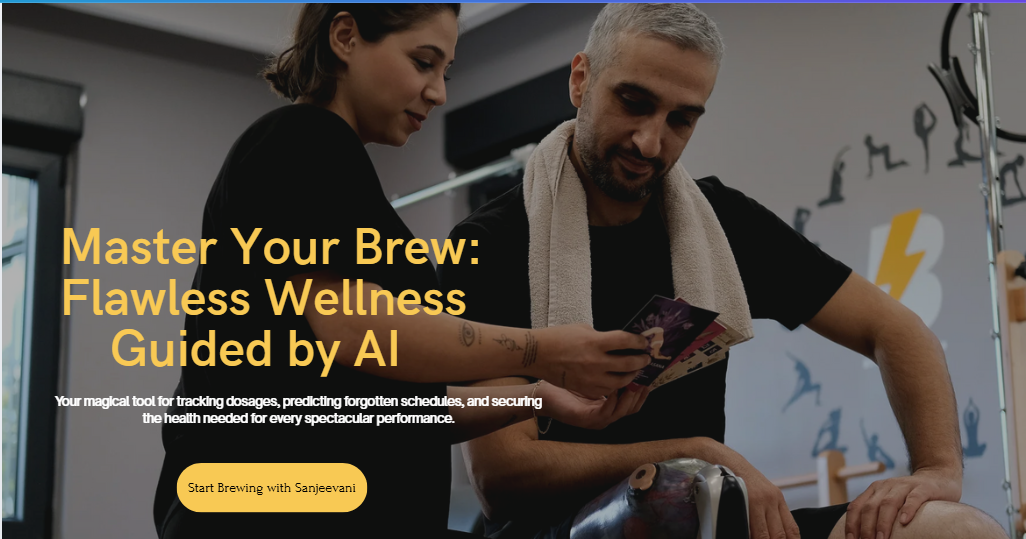 Master Your Brew:
Flawless Wellness
Guided by AI
Your magical tool for tracking dosages, predicting forgotten schedules, and securing
the health needed for every spectacular performance.
Start Brewing with Sanjeevani